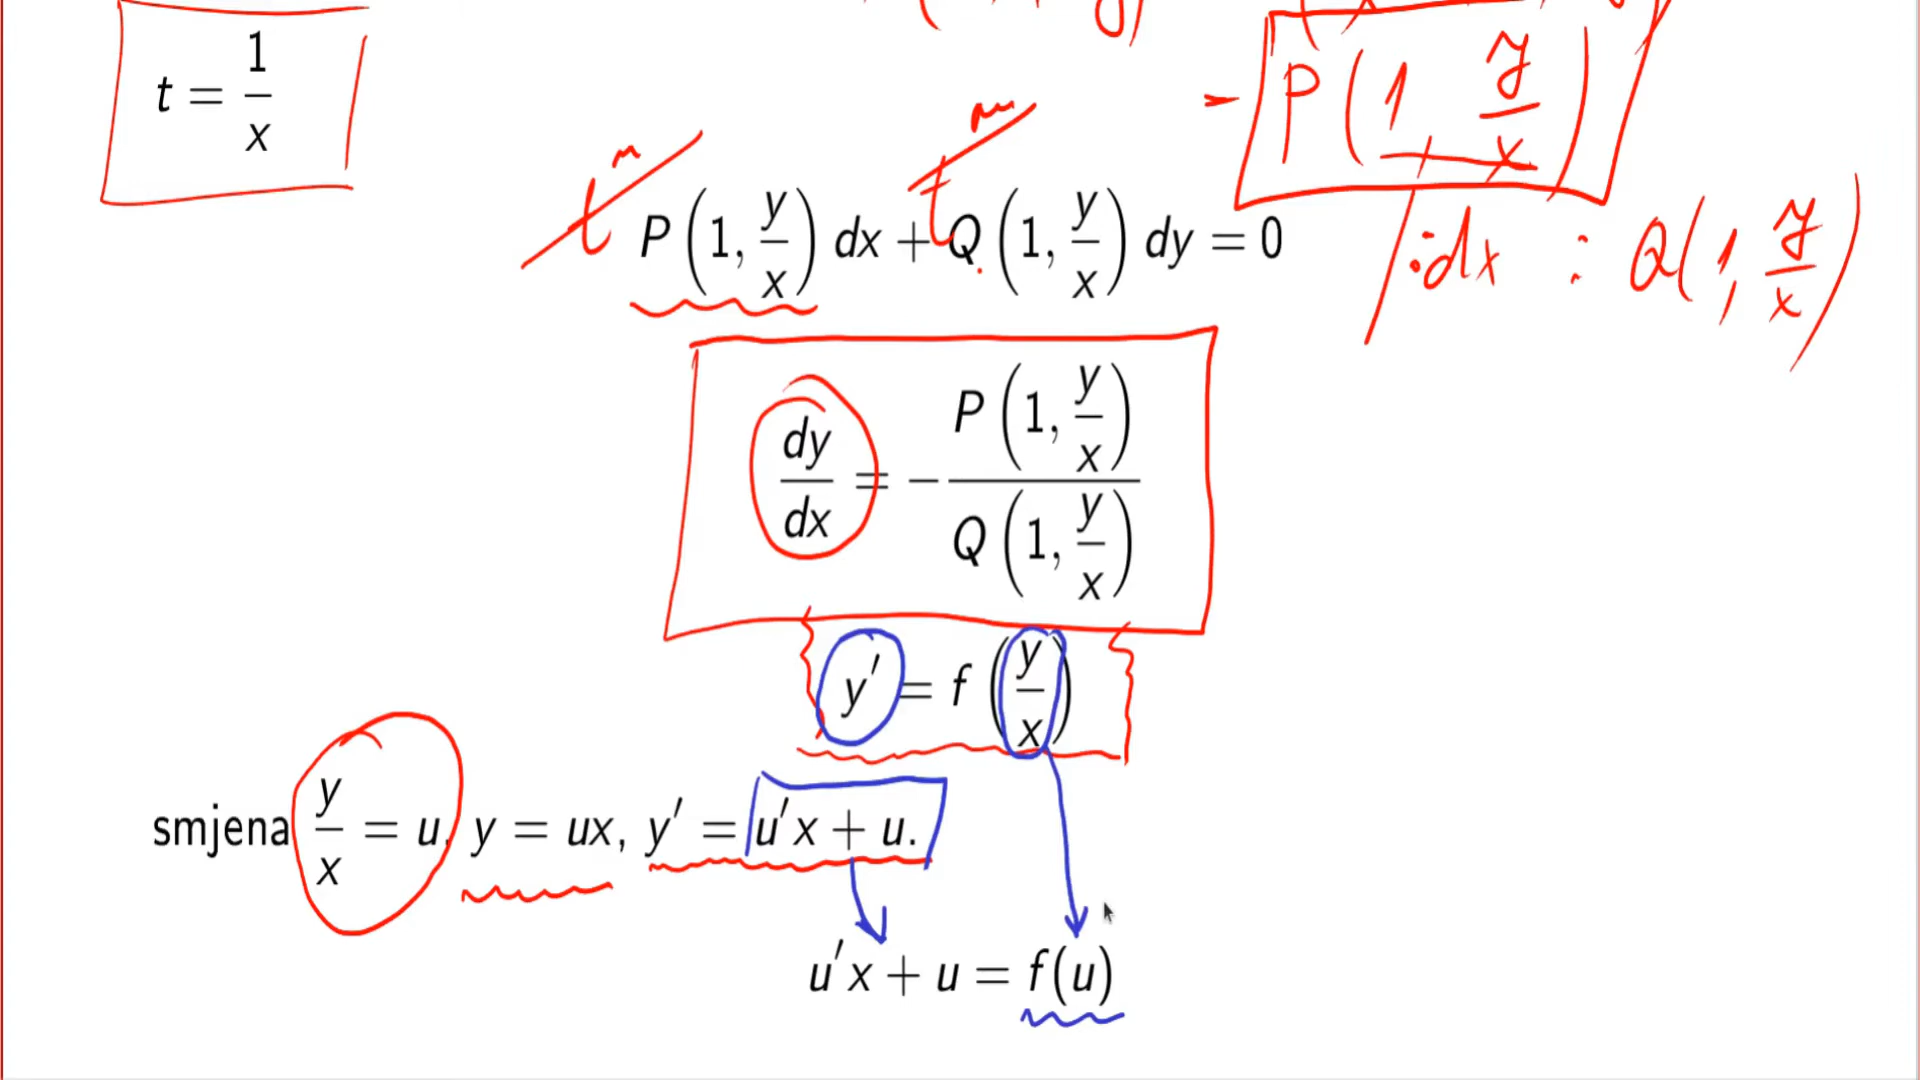 t = 1/x
- P(1, y/x)
t^n P(1, y/x) dx + t^n Q(1, y/x) dy = 0 /:dx : Q(1, y/x)
dy/dx = - P(1, y/x) / Q(1, y/x)
y' = f(y/x)
smjena y/x = u, y = ux, y' = u'x + u.
u'x + u = f(u)